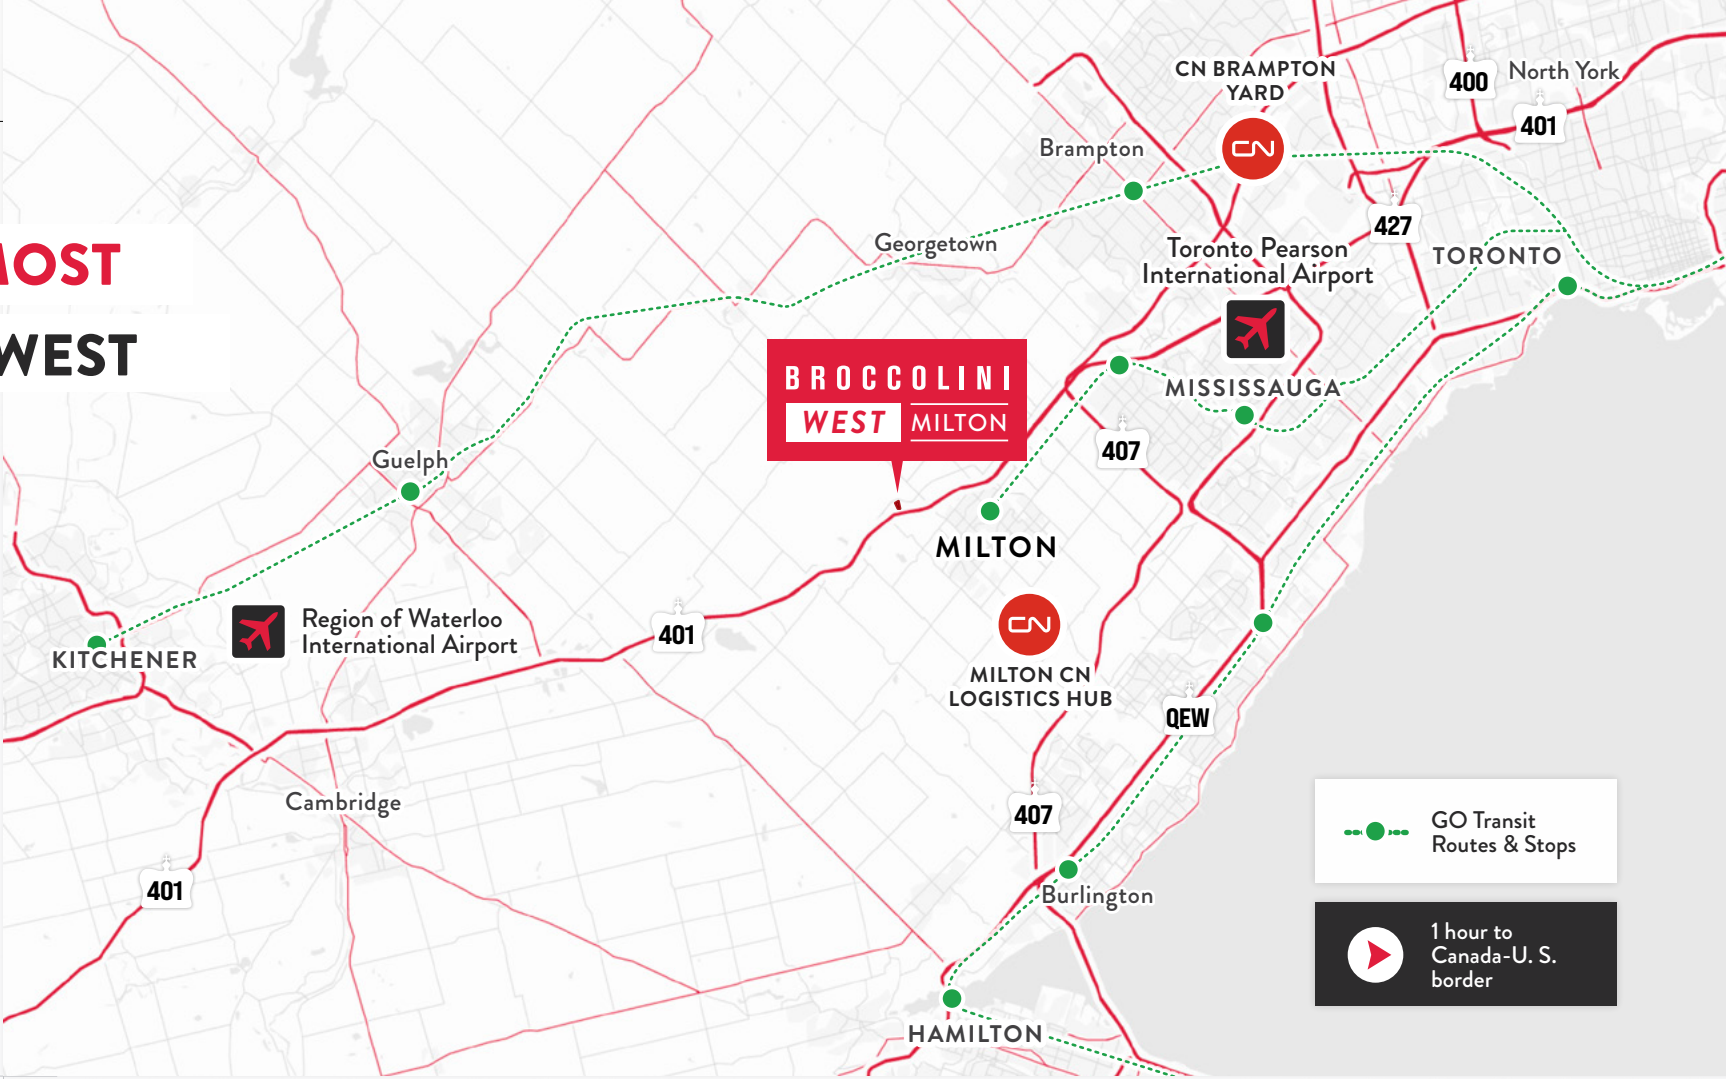 OST
WEST
CN BRAMPTON
YARD
CN
400
North York
401
Brampton
427
Georgetown
Toronto Pearson
International Airport
TORONTO
BROCCOLINI
WEST
MILTON
MISSISSAUGA
407
Guelph
MILTON
Region of Waterloo
International Airport
401
CN
KITCHENER
MILTON CN
LOGISTICS HUB
QEW
Cambridge
407
GO Transit
Routes & Stops
401
Burlington
1 hour to
Canada-U. S.
border
HAMILTON